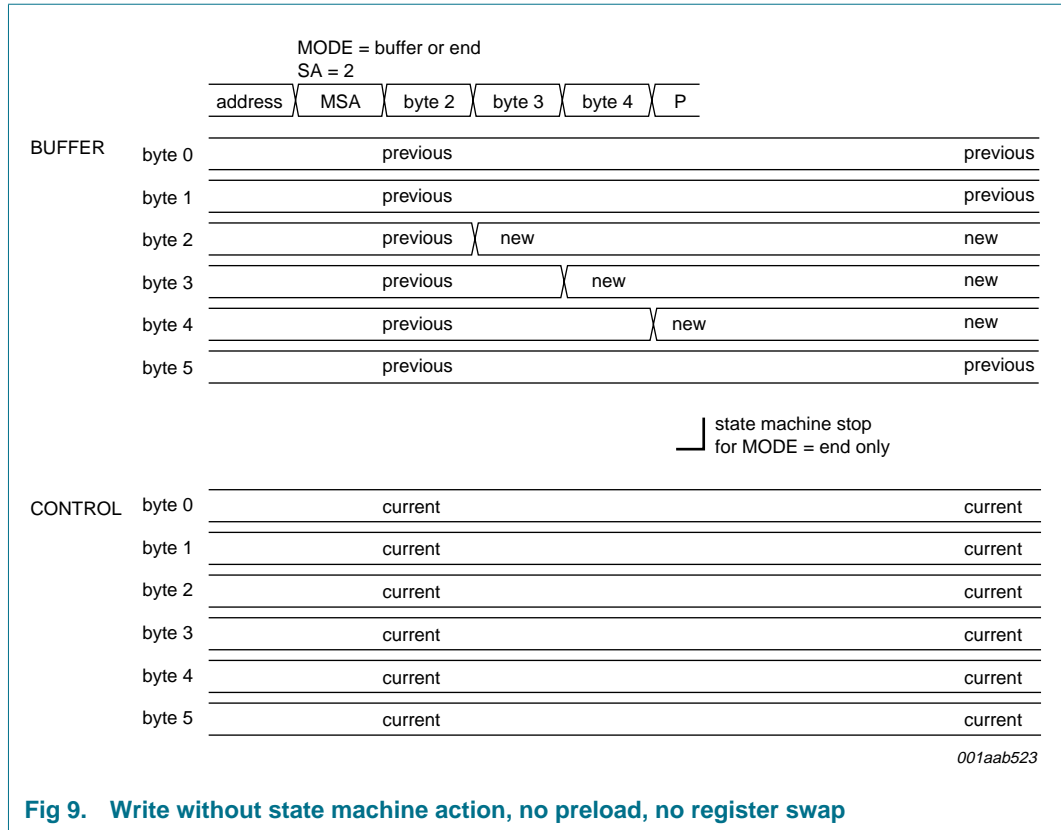 MODE = buffer or end
SA = 2
address MSA byte 2 byte 3 byte 4 P
BUFFER byte 0 previous previous
byte 1 previous previous
byte 2 previous new new
byte 3 previous new new
byte 4 previous new new
byte 5 previous previous
state machine stop
for MODE = end only
CONTROL byte 0 current current
byte 1 current current
byte 2 current current
byte 3 current current
byte 4 current current
byte 5 current current
001aab523
Fig 9. Write without state machine action, no preload, no register swap